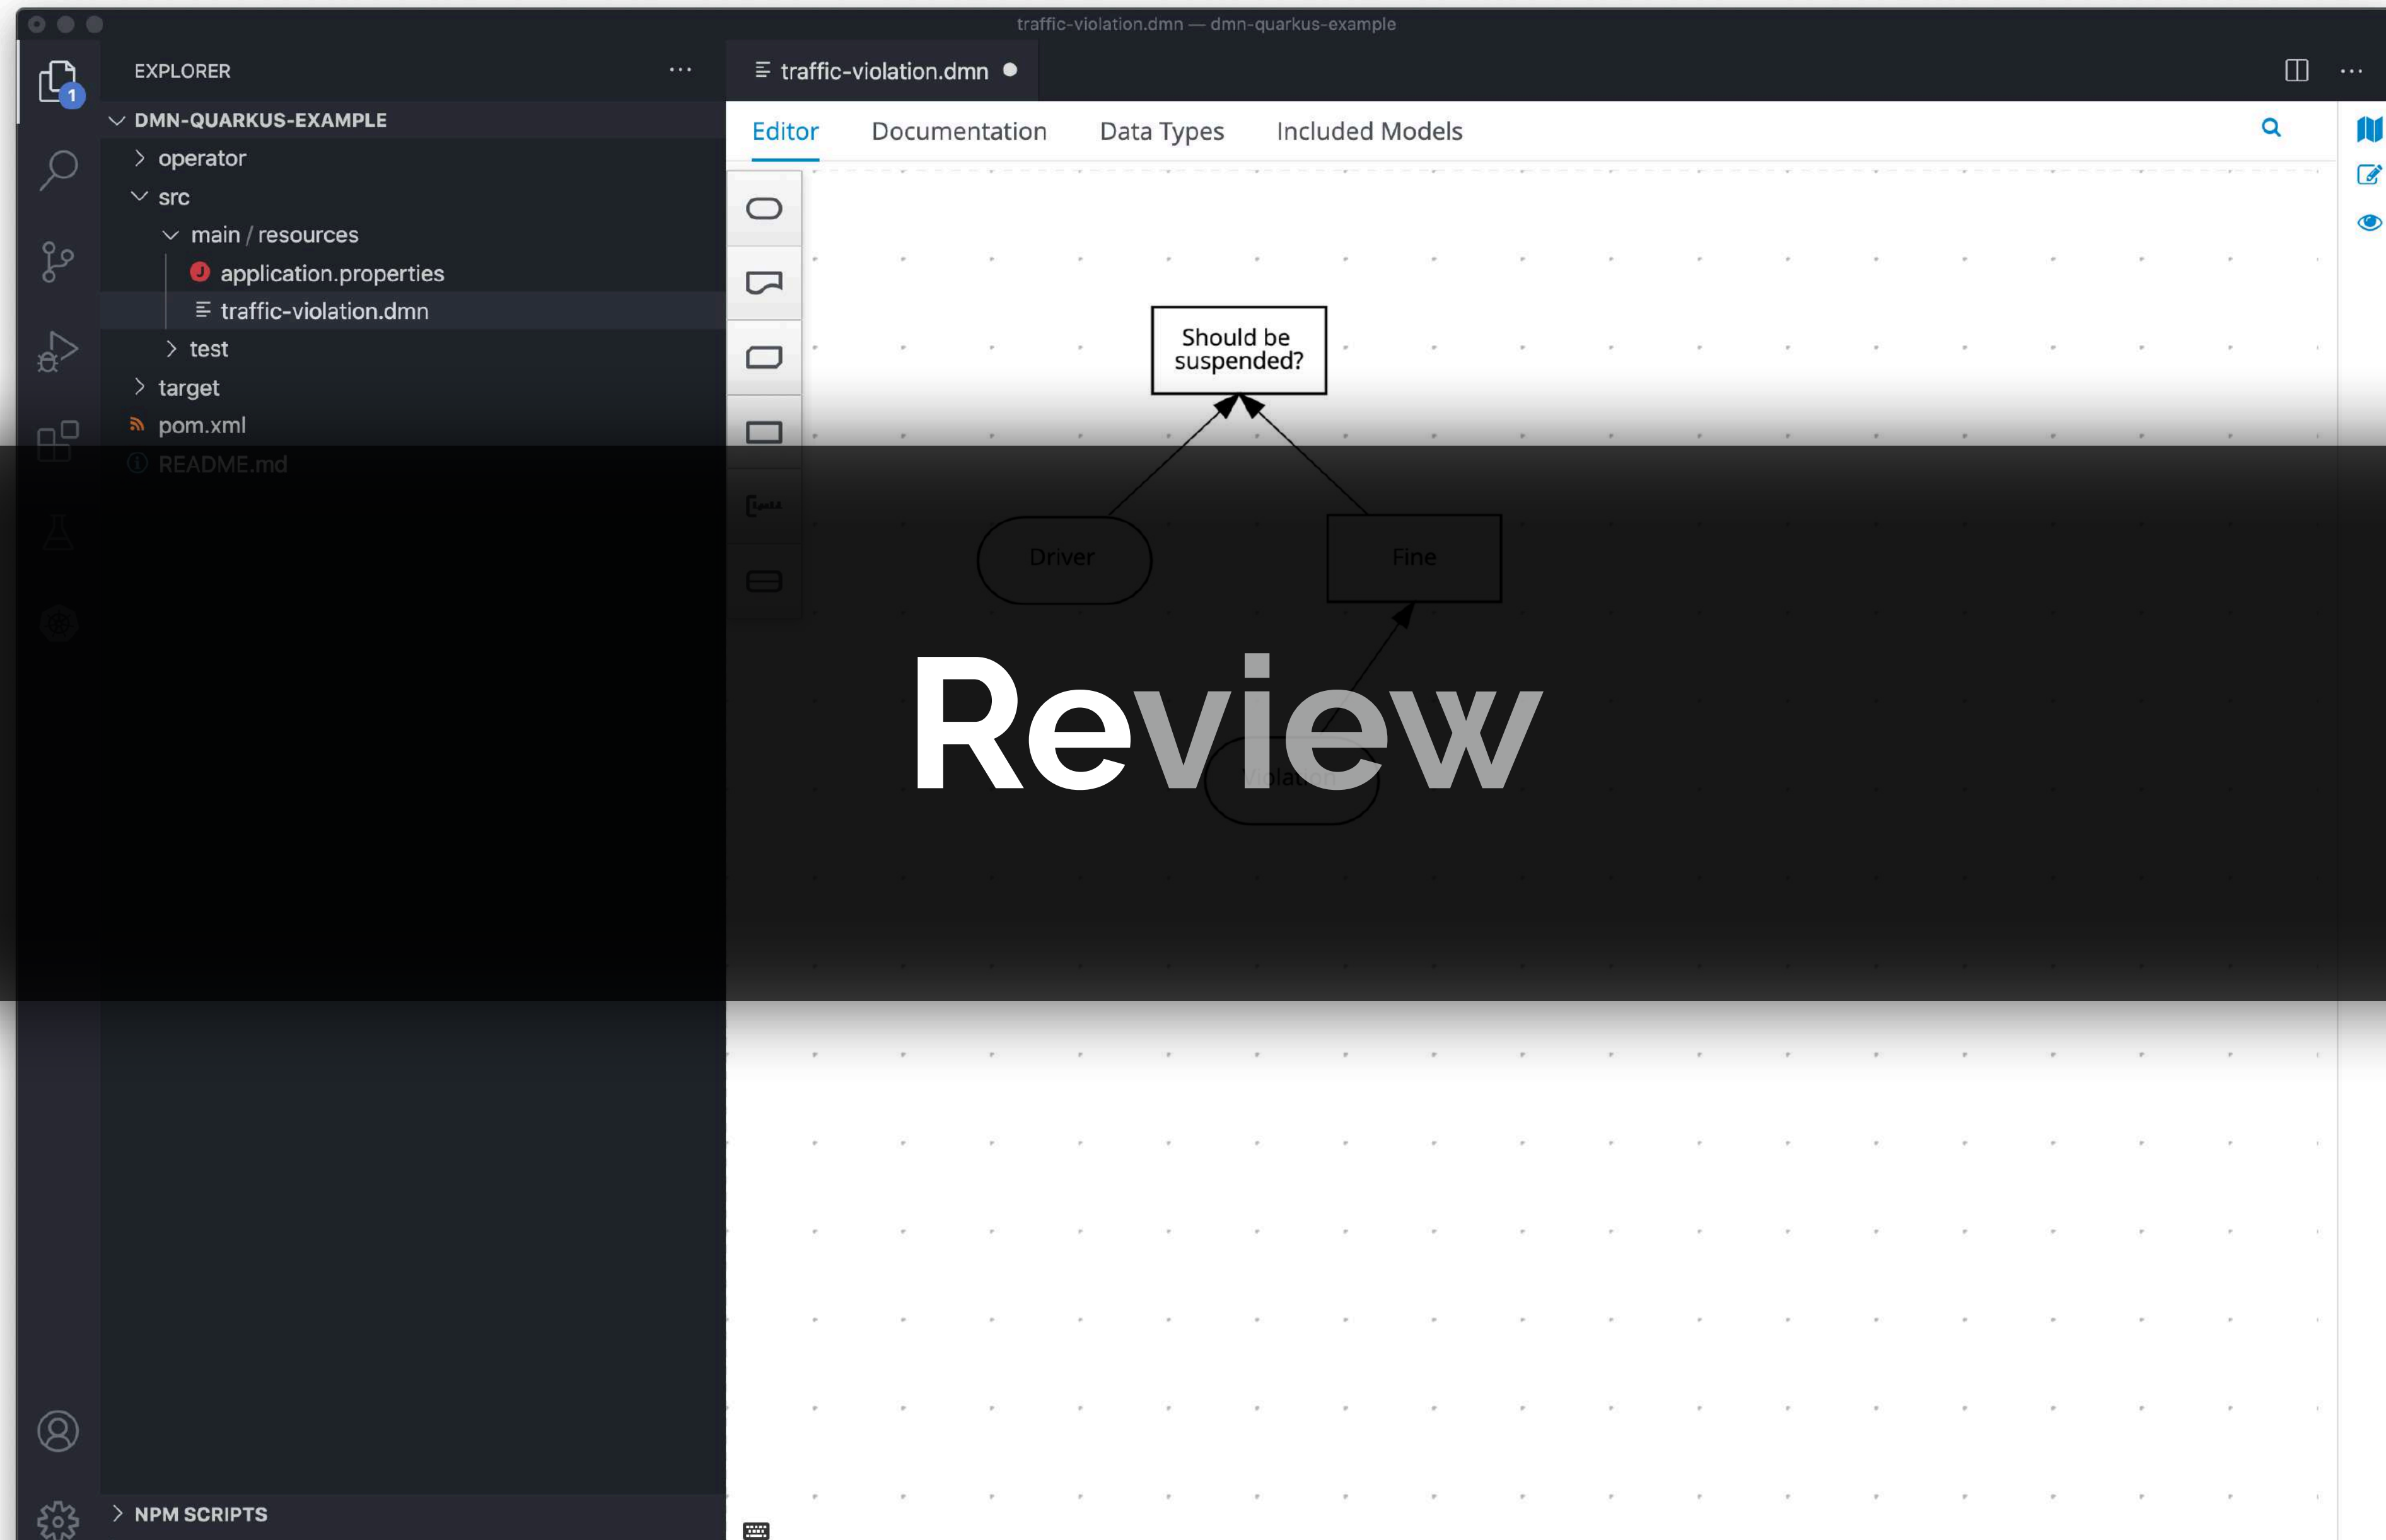 traffic-violation.dmn — dmn-quarkus-example
EXPLORER
traffic-violation.dmn
1
DMN-QUARKUS-EXAMPLE
Editor Documentation Data Types Included Models
operator
src
main / resources
J application.properties
traffic-violation.dmn
test
target
pom.xml
README.md
Should be
suspended?
Driver
Fine
Review
Violation
NPM SCRIPTS